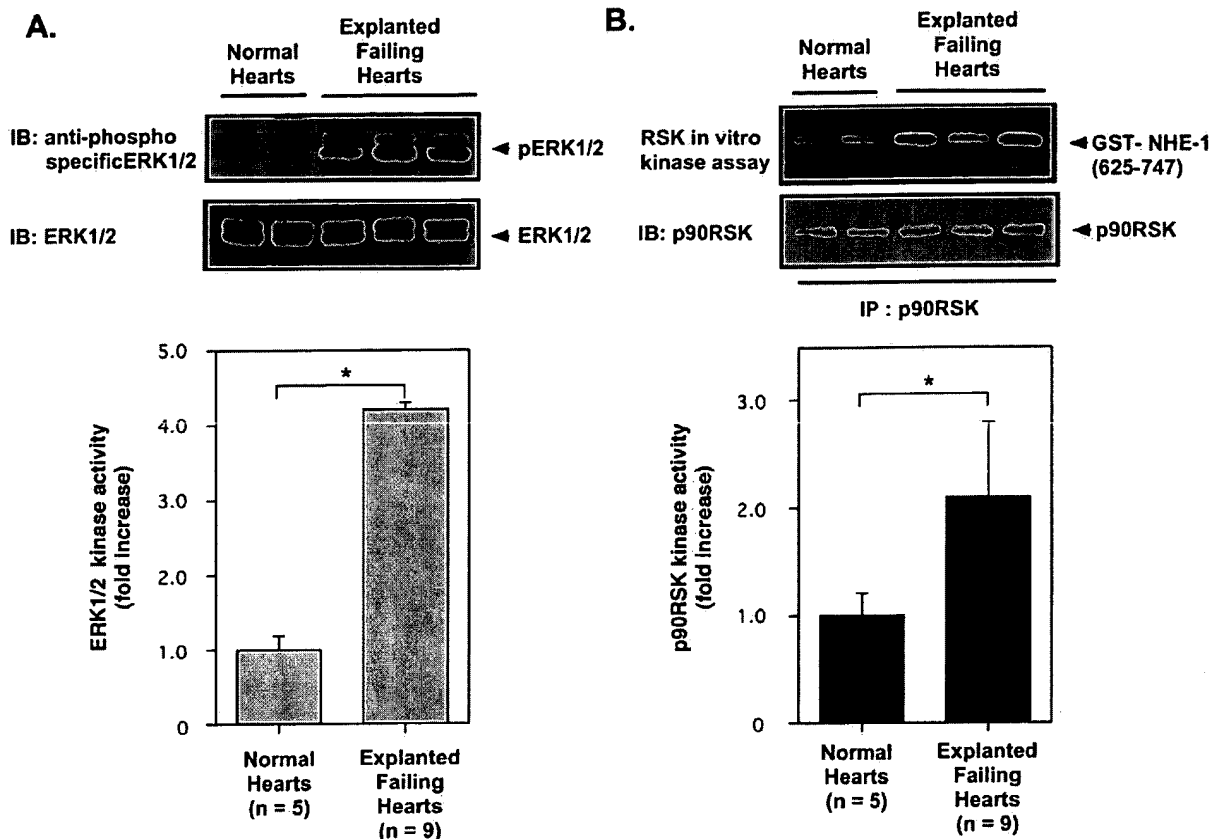 A.
Normal
Hearts
Explanted
Failing
Hearts
IB: anti-phospho
specificERK1/2
pERK1/2
IB: ERK1/2
ERK1/2
5.0
4.0
4.0
2.0
1.0
0
ERK1/2 kinase activity
(fold increase)
*
Normal
Hearts
(n = 5)
Explanted
Failing
Hearts
(n = 9)
B.
Normal
Hearts
Explanted
Failing
Hearts
RSK in vitro
kinase assay
GST- NHE-1
(625-747)
IB: p90RSK
p90RSK
IP : p90RSK
3.0
2.0
1.0
0
p90RSK kinase activity
(fold increase)
*
Normal
Hearts
(n = 5)
Explanted
Failing
Hearts
(n = 9)